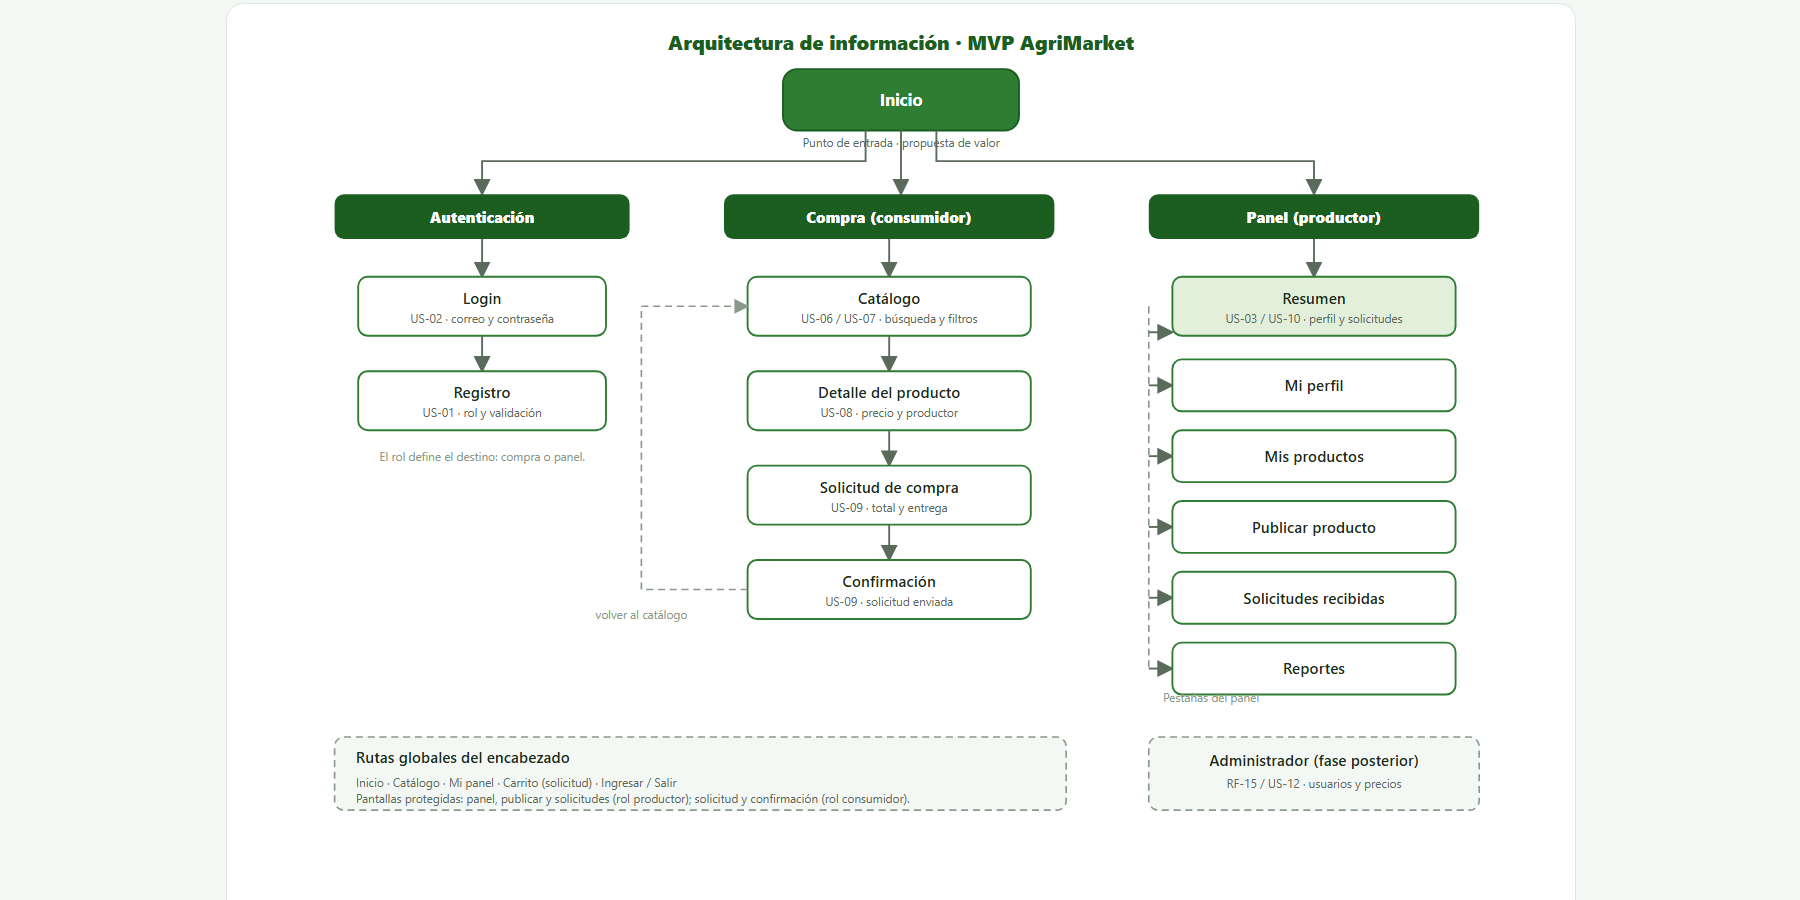 Arquitectura de información · MVP AgriMarket
Inicio
Punto de entrada · propuesta de valor
Autenticación
Login
US-02 · correo y contraseña
Registro
US-01 · rol y validación
El rol define el destino: compra o panel.
Compra (consumidor)
Catálogo
US-06 / US-07 · búsqueda y filtros
Detalle del producto
US-08 · precio y productor
Solicitud de compra
US-09 · total y entrega
Confirmación
US-09 · solicitud enviada
volver al catálogo
Panel (productor)
Resumen
US-03 / US-10 · perfil y solicitudes
Mi perfil
Mis productos
Publicar producto
Solicitudes recibidas
Reportes
Pestañas del panel
Rutas globales del encabezado
Inicio · Catálogo · Mi panel · Carrito (solicitud) · Ingresar / Salir
Pantallas protegidas: panel, publicar y solicitudes (rol productor); solicitud y confirmación (rol consumidor).
Administrador (fase posterior)
RF-15 / US-12 · usuarios y precios